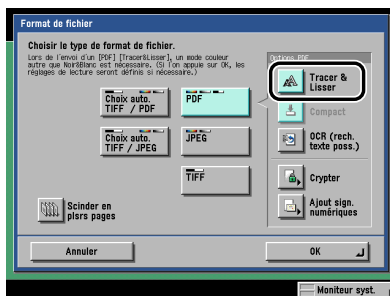 Format de fichier
Choisir le type de format de fichier.
Lors de l'envoi d'un [PDF] [Tracer&Lisser], un mode couleur
autre que Noir&Blanc est nécessaire. (Si l'on appuie sur OK, les
réglages de lecture seront définis si nécessaire.)
Options PDF
Choix auto.
TIFF / PDF
PDF
Tracer &
Lisser
Compact
Choix auto.
TIFF / JPEG
JPEG
OCR (rech.
texte poss.)
TIFF
Crypter
Scinder en
plsrs pages
Ajout sign.
numériques
Annuler
OK
Moniteur syst.